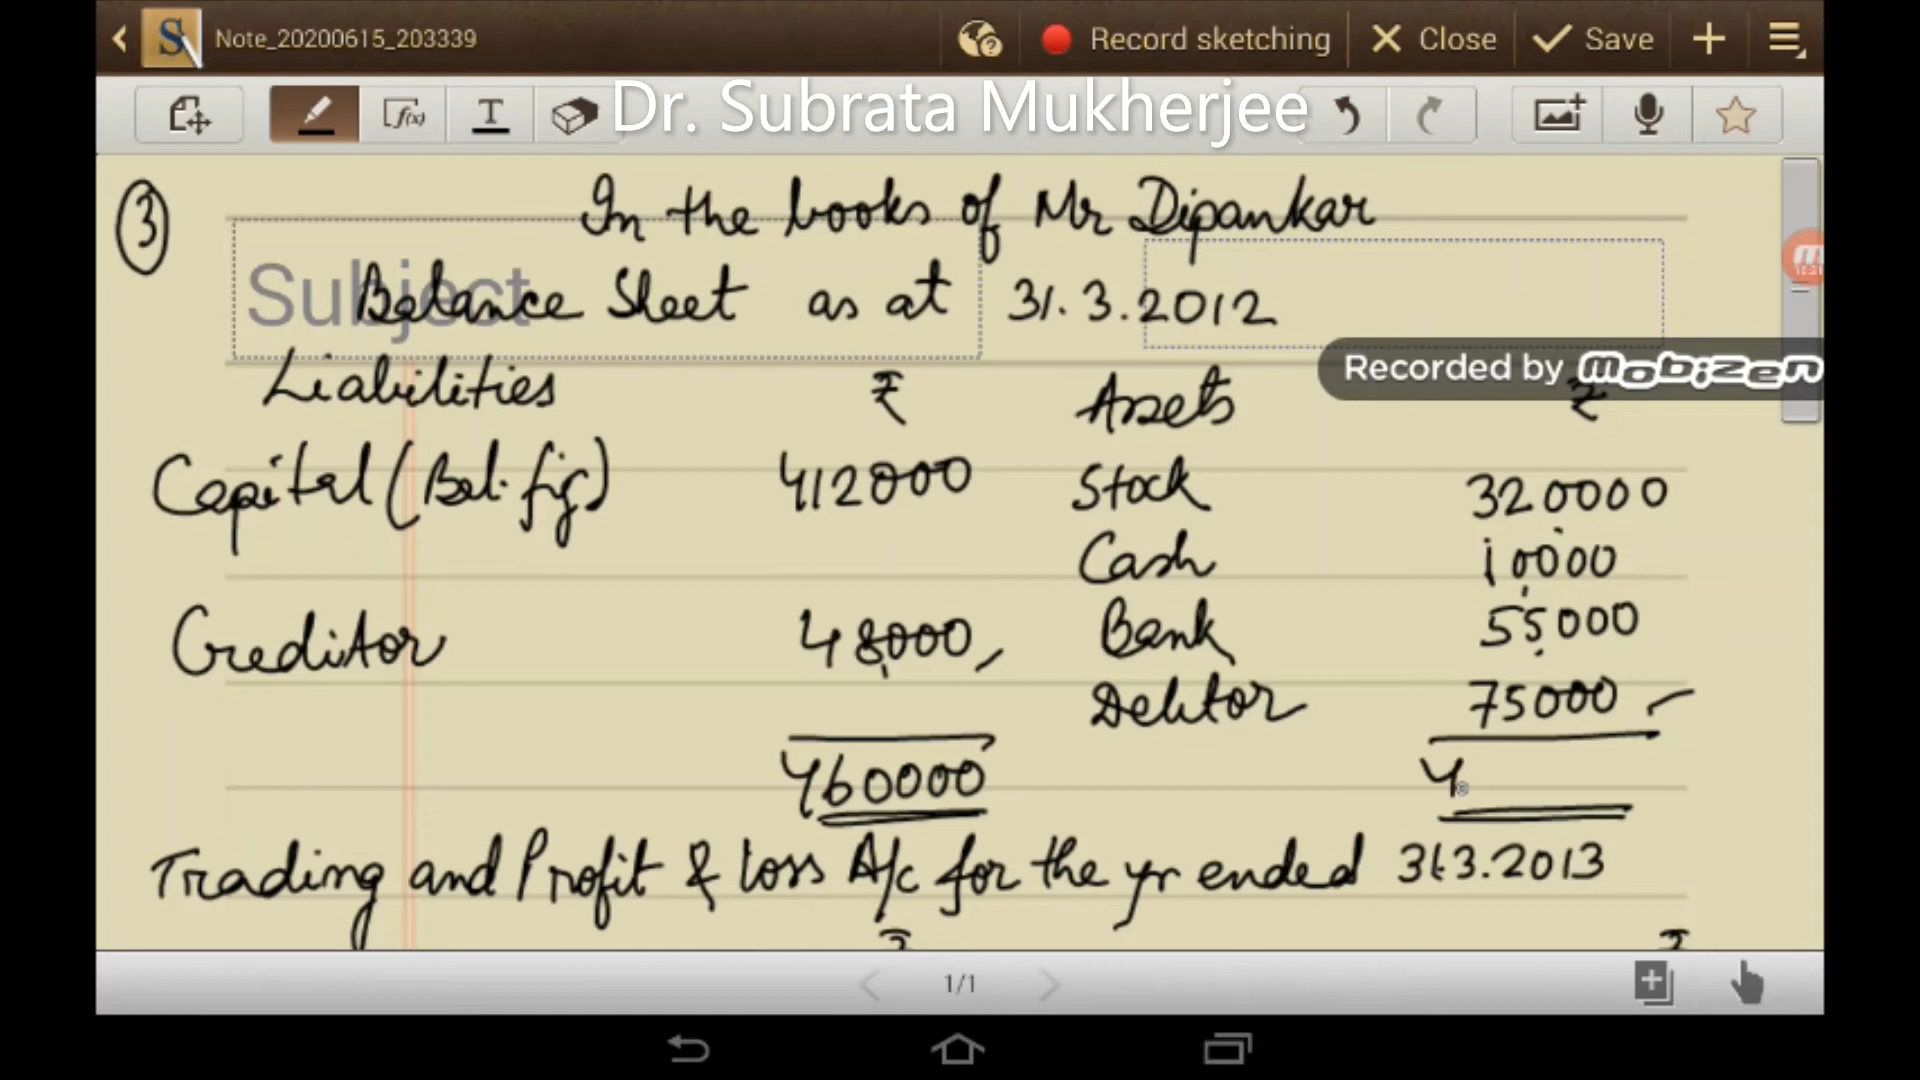 Note_20200615_203339 Record sketching Close Save
Dr. Subrata Mukherjee
③ In the books of Mr Dipankar
Subject
Balance Sheet as at 31.3.2012
Recorded by mobizen
Liabilities ₹ Assets ₹
Capital (Bal. fig) 412000 Stock 320000
Cash 10000
Creditor 48000 Bank 55000
Debtor 75000
460000 4
Trading and Profit & loss A/c for the yr ended 31.3.2013
1/1